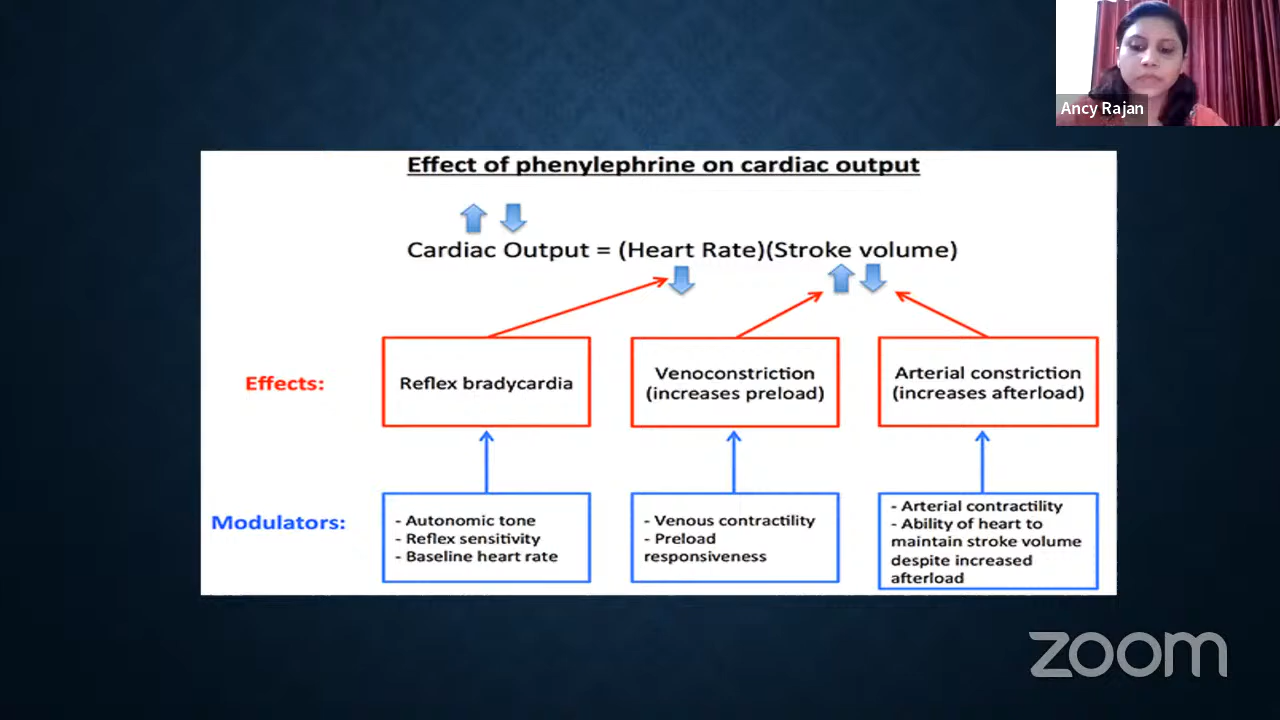 Ancy Rajan
Effect of phenylephrine on cardiac output
Cardiac Output = (Heart Rate)(Stroke volume)
Effects:
Reflex bradycardia
Venoconstriction
(increases preload)
Arterial constriction
(increases afterload)
Modulators:
- Autonomic tone
- Reflex sensitivity
- Baseline heart rate
- Venous contractility
- Preload
responsiveness
- Arterial contractility
- Ability of heart to
maintain stroke volume
despite increased
afterload
zoom